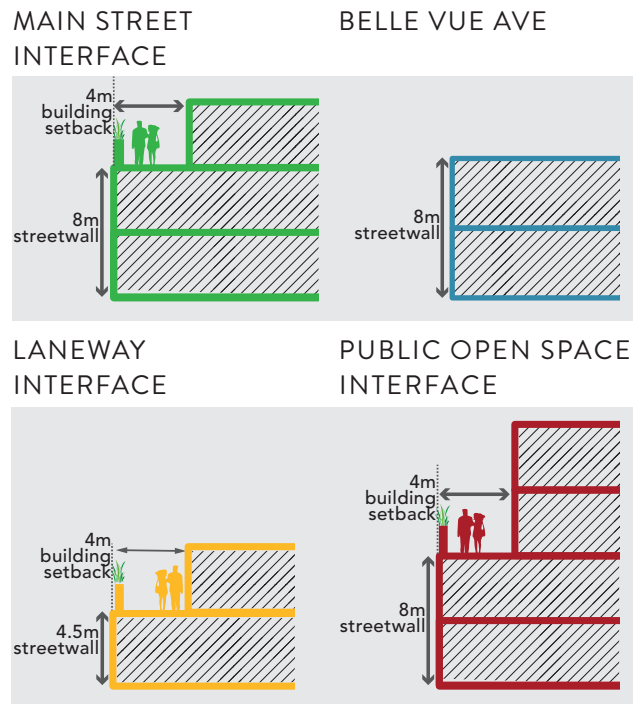 MAIN STREET
INTERFACE
4m
building
setback
8m
streetwall
BELLE VUE AVE
8m
streetwall
LANEWAY
INTERFACE
4m
building
setback
4.5m
streetwall
PUBLIC OPEN SPACE
INTERFACE
4m
building
setback
8m
streetwall